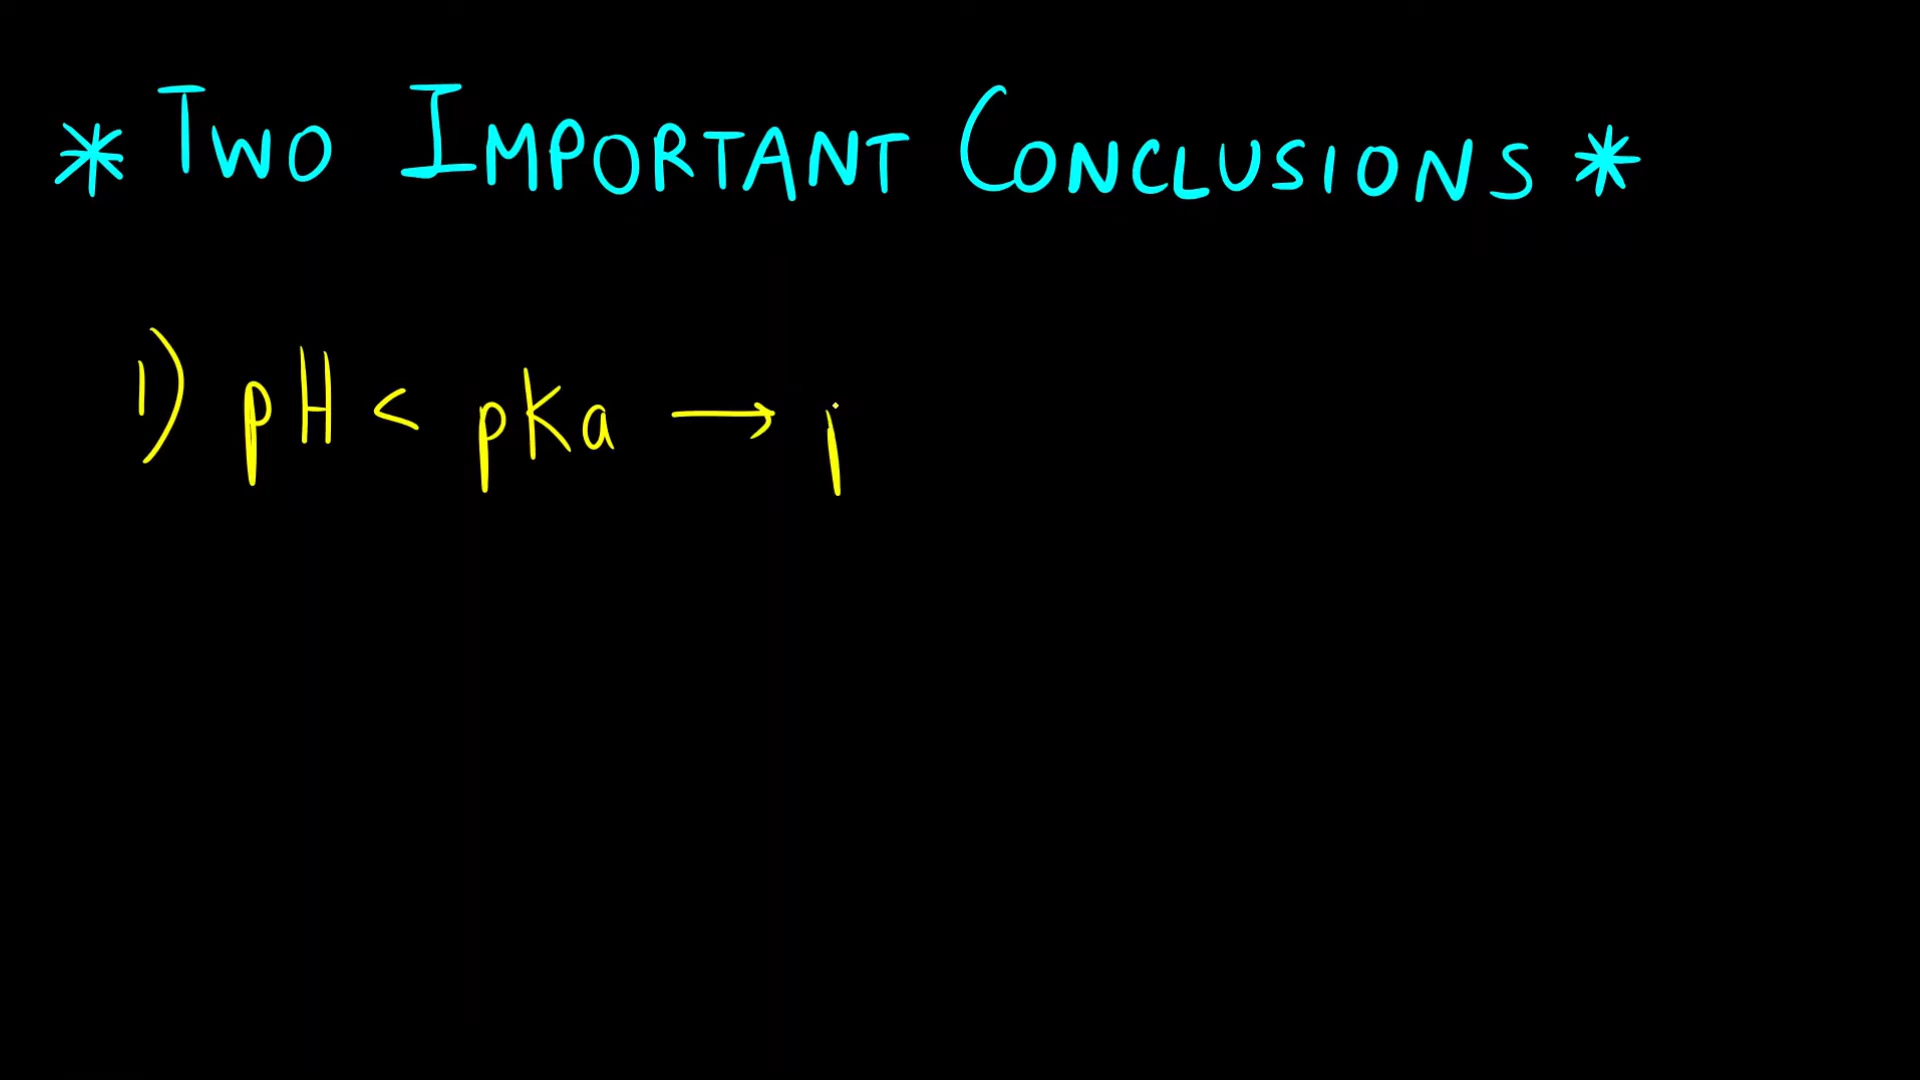 * TWO IMPORTANT CONCLUSIONS *
1) pH < pKa →